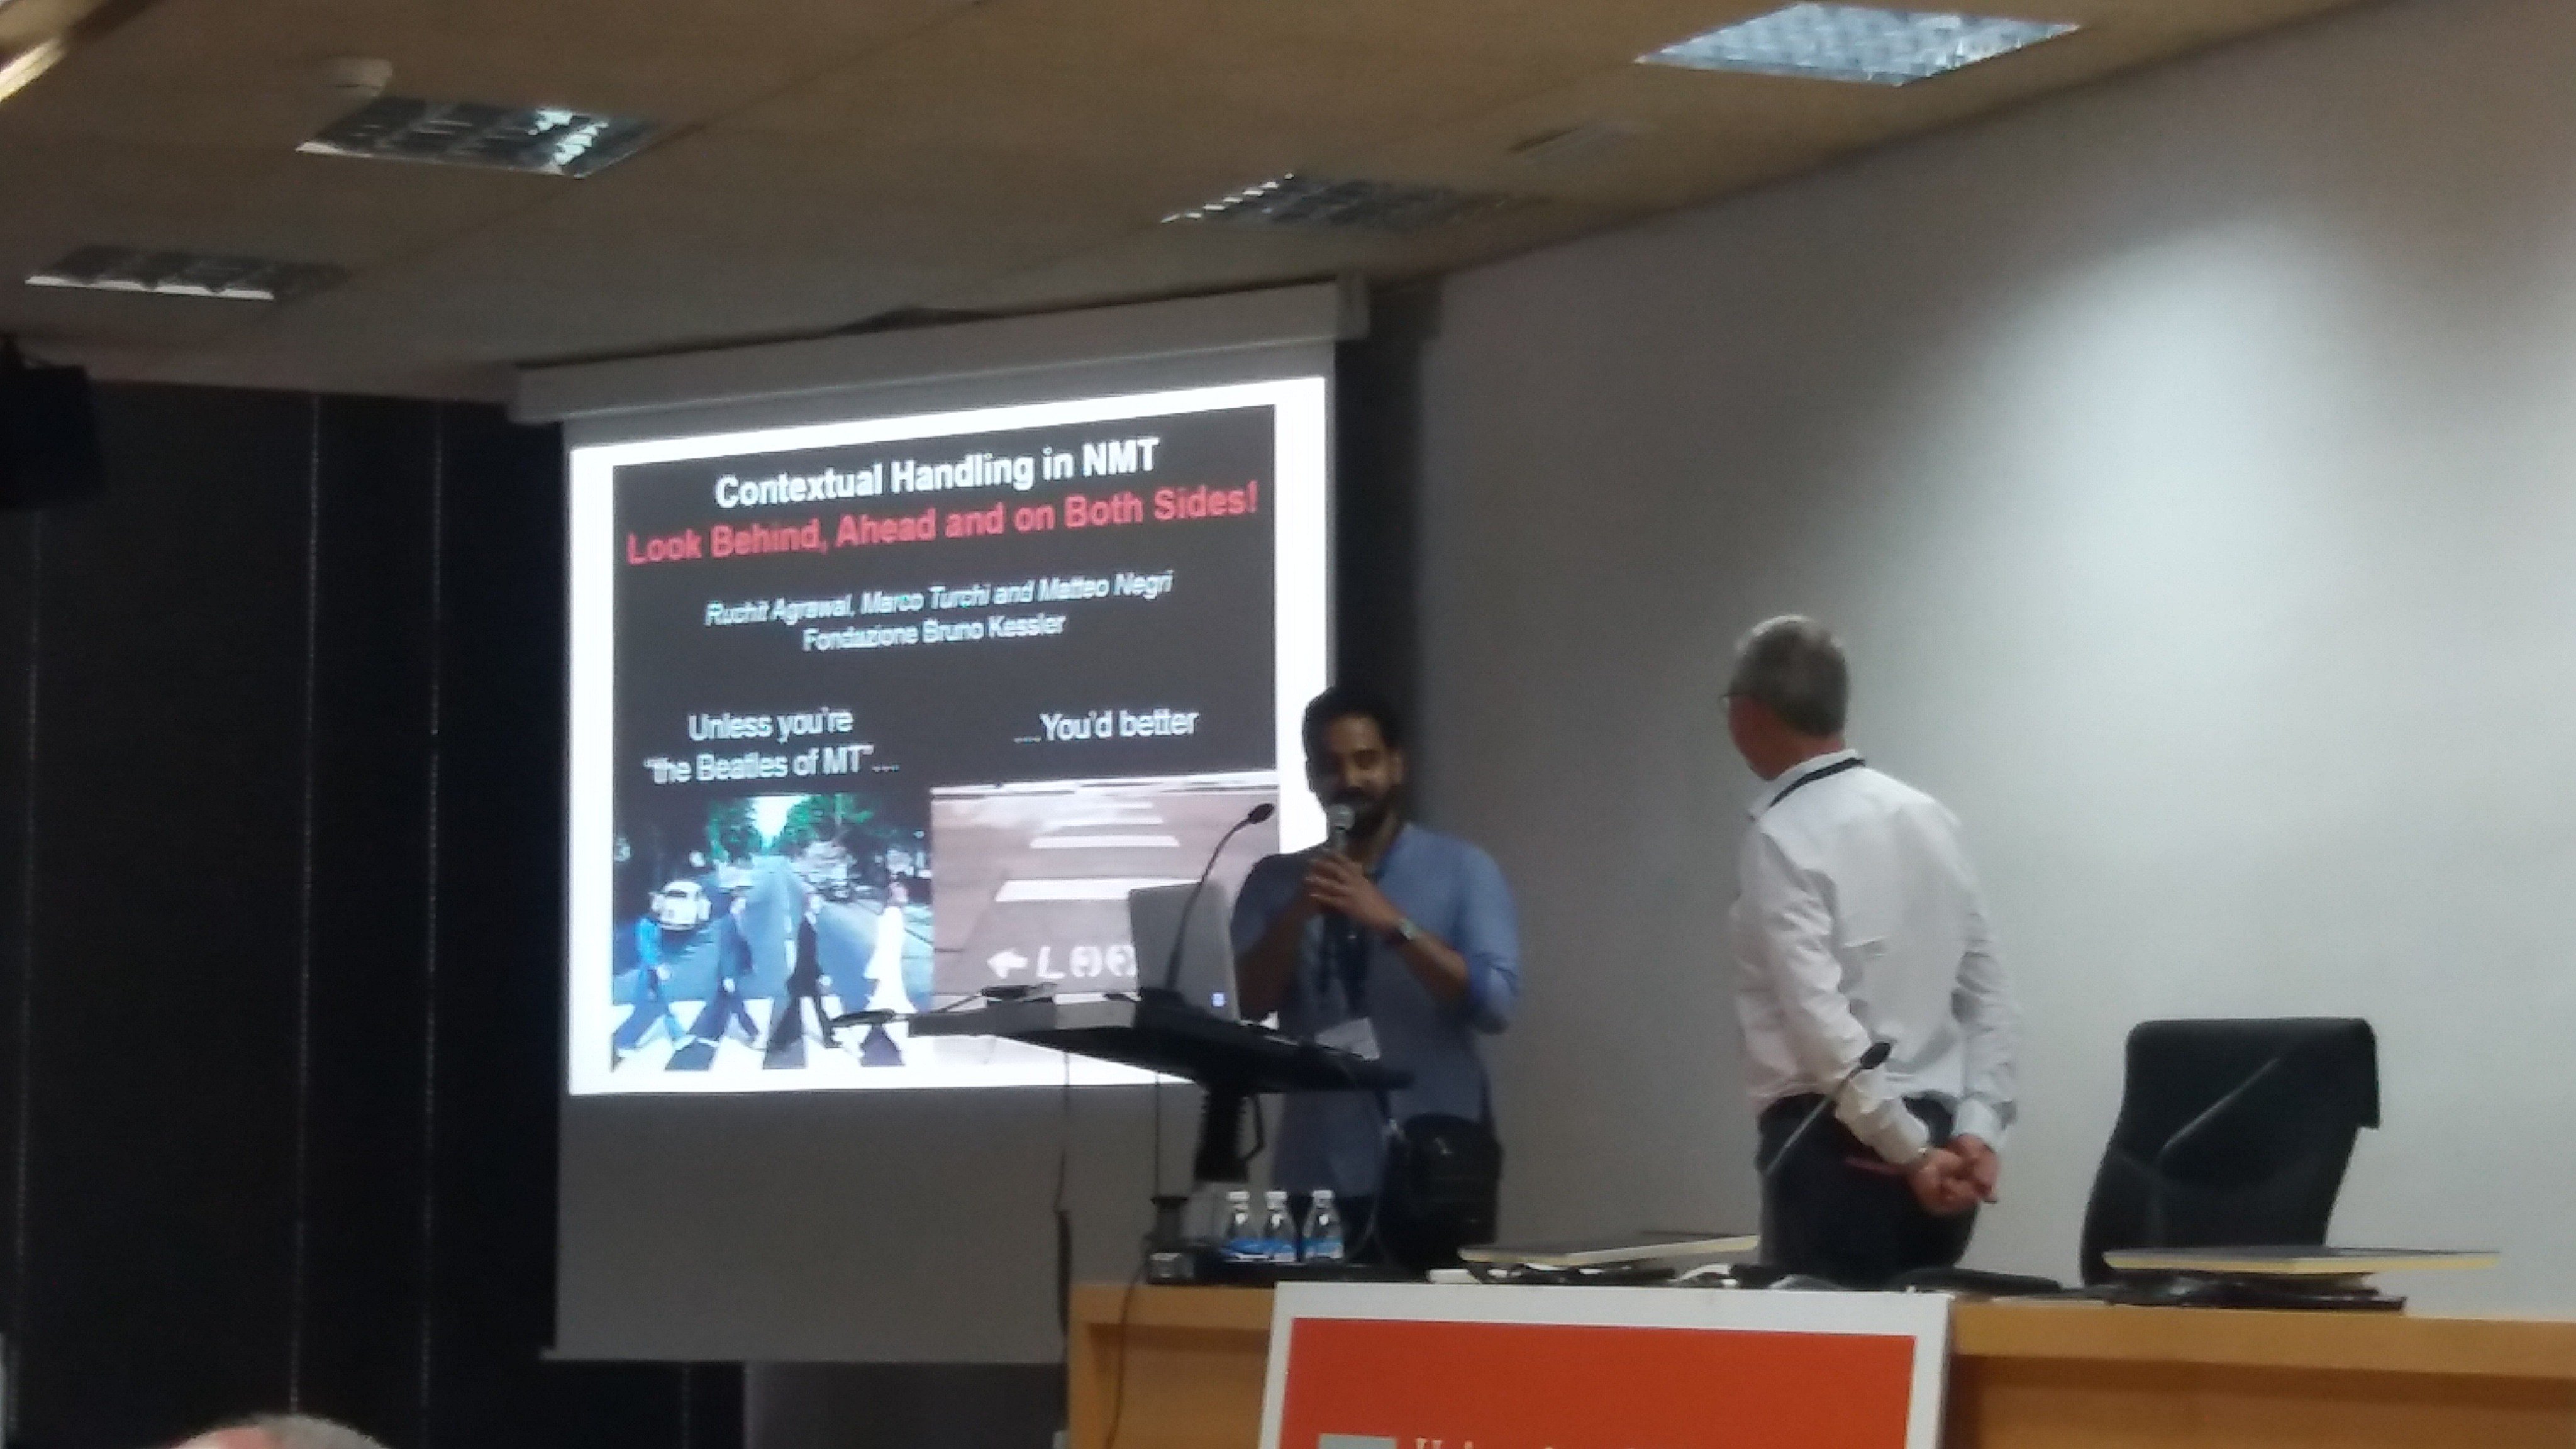 Contextual Handling in NMT
Look Behind, Ahead and on Both Sides!
Ruchit Agrawal, Marco Turchi and Matteo Negri
Fondazione Bruno Kessler
Unless you're
"the Beatles of MT"....
....You'd better
LOO